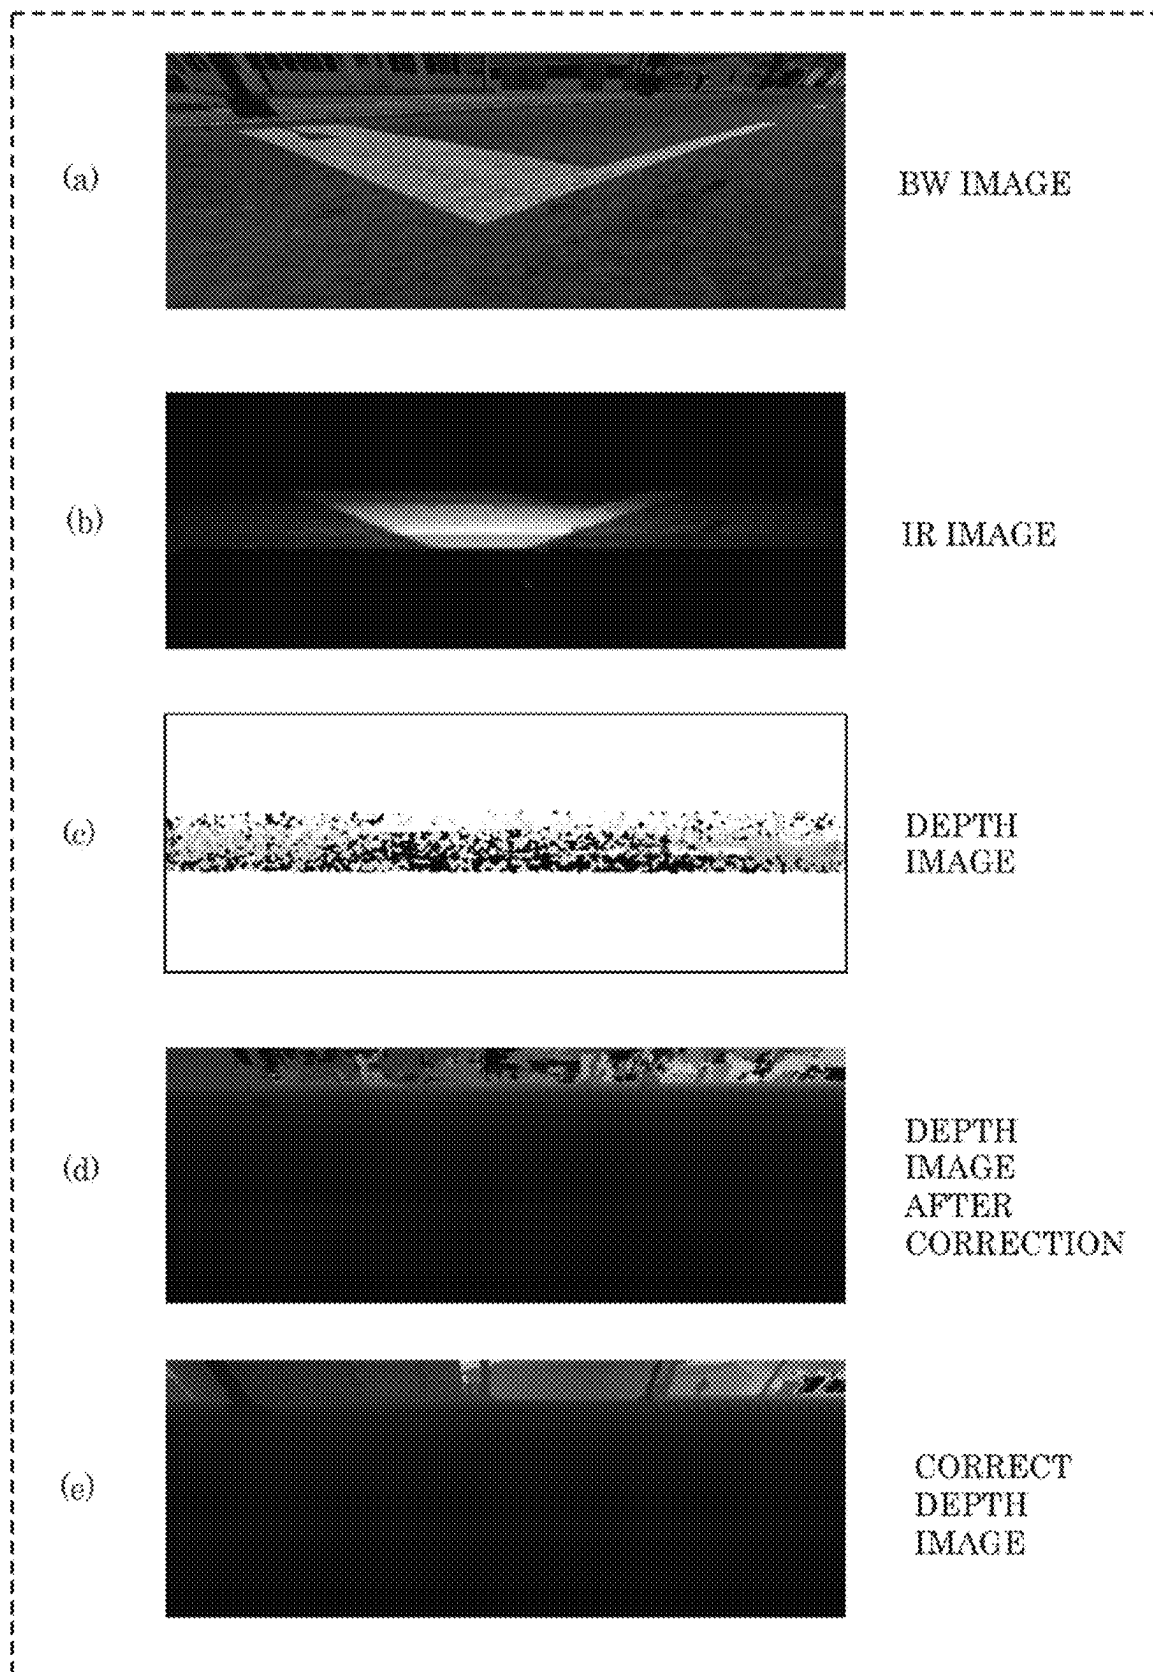 (a)
BW IMAGE
(b)
IR IMAGE
(c)
DEPTH
IMAGE
(d)
DEPTH
IMAGE
AFTER
CORRECTION
(e)
CORRECT
DEPTH
IMAGE